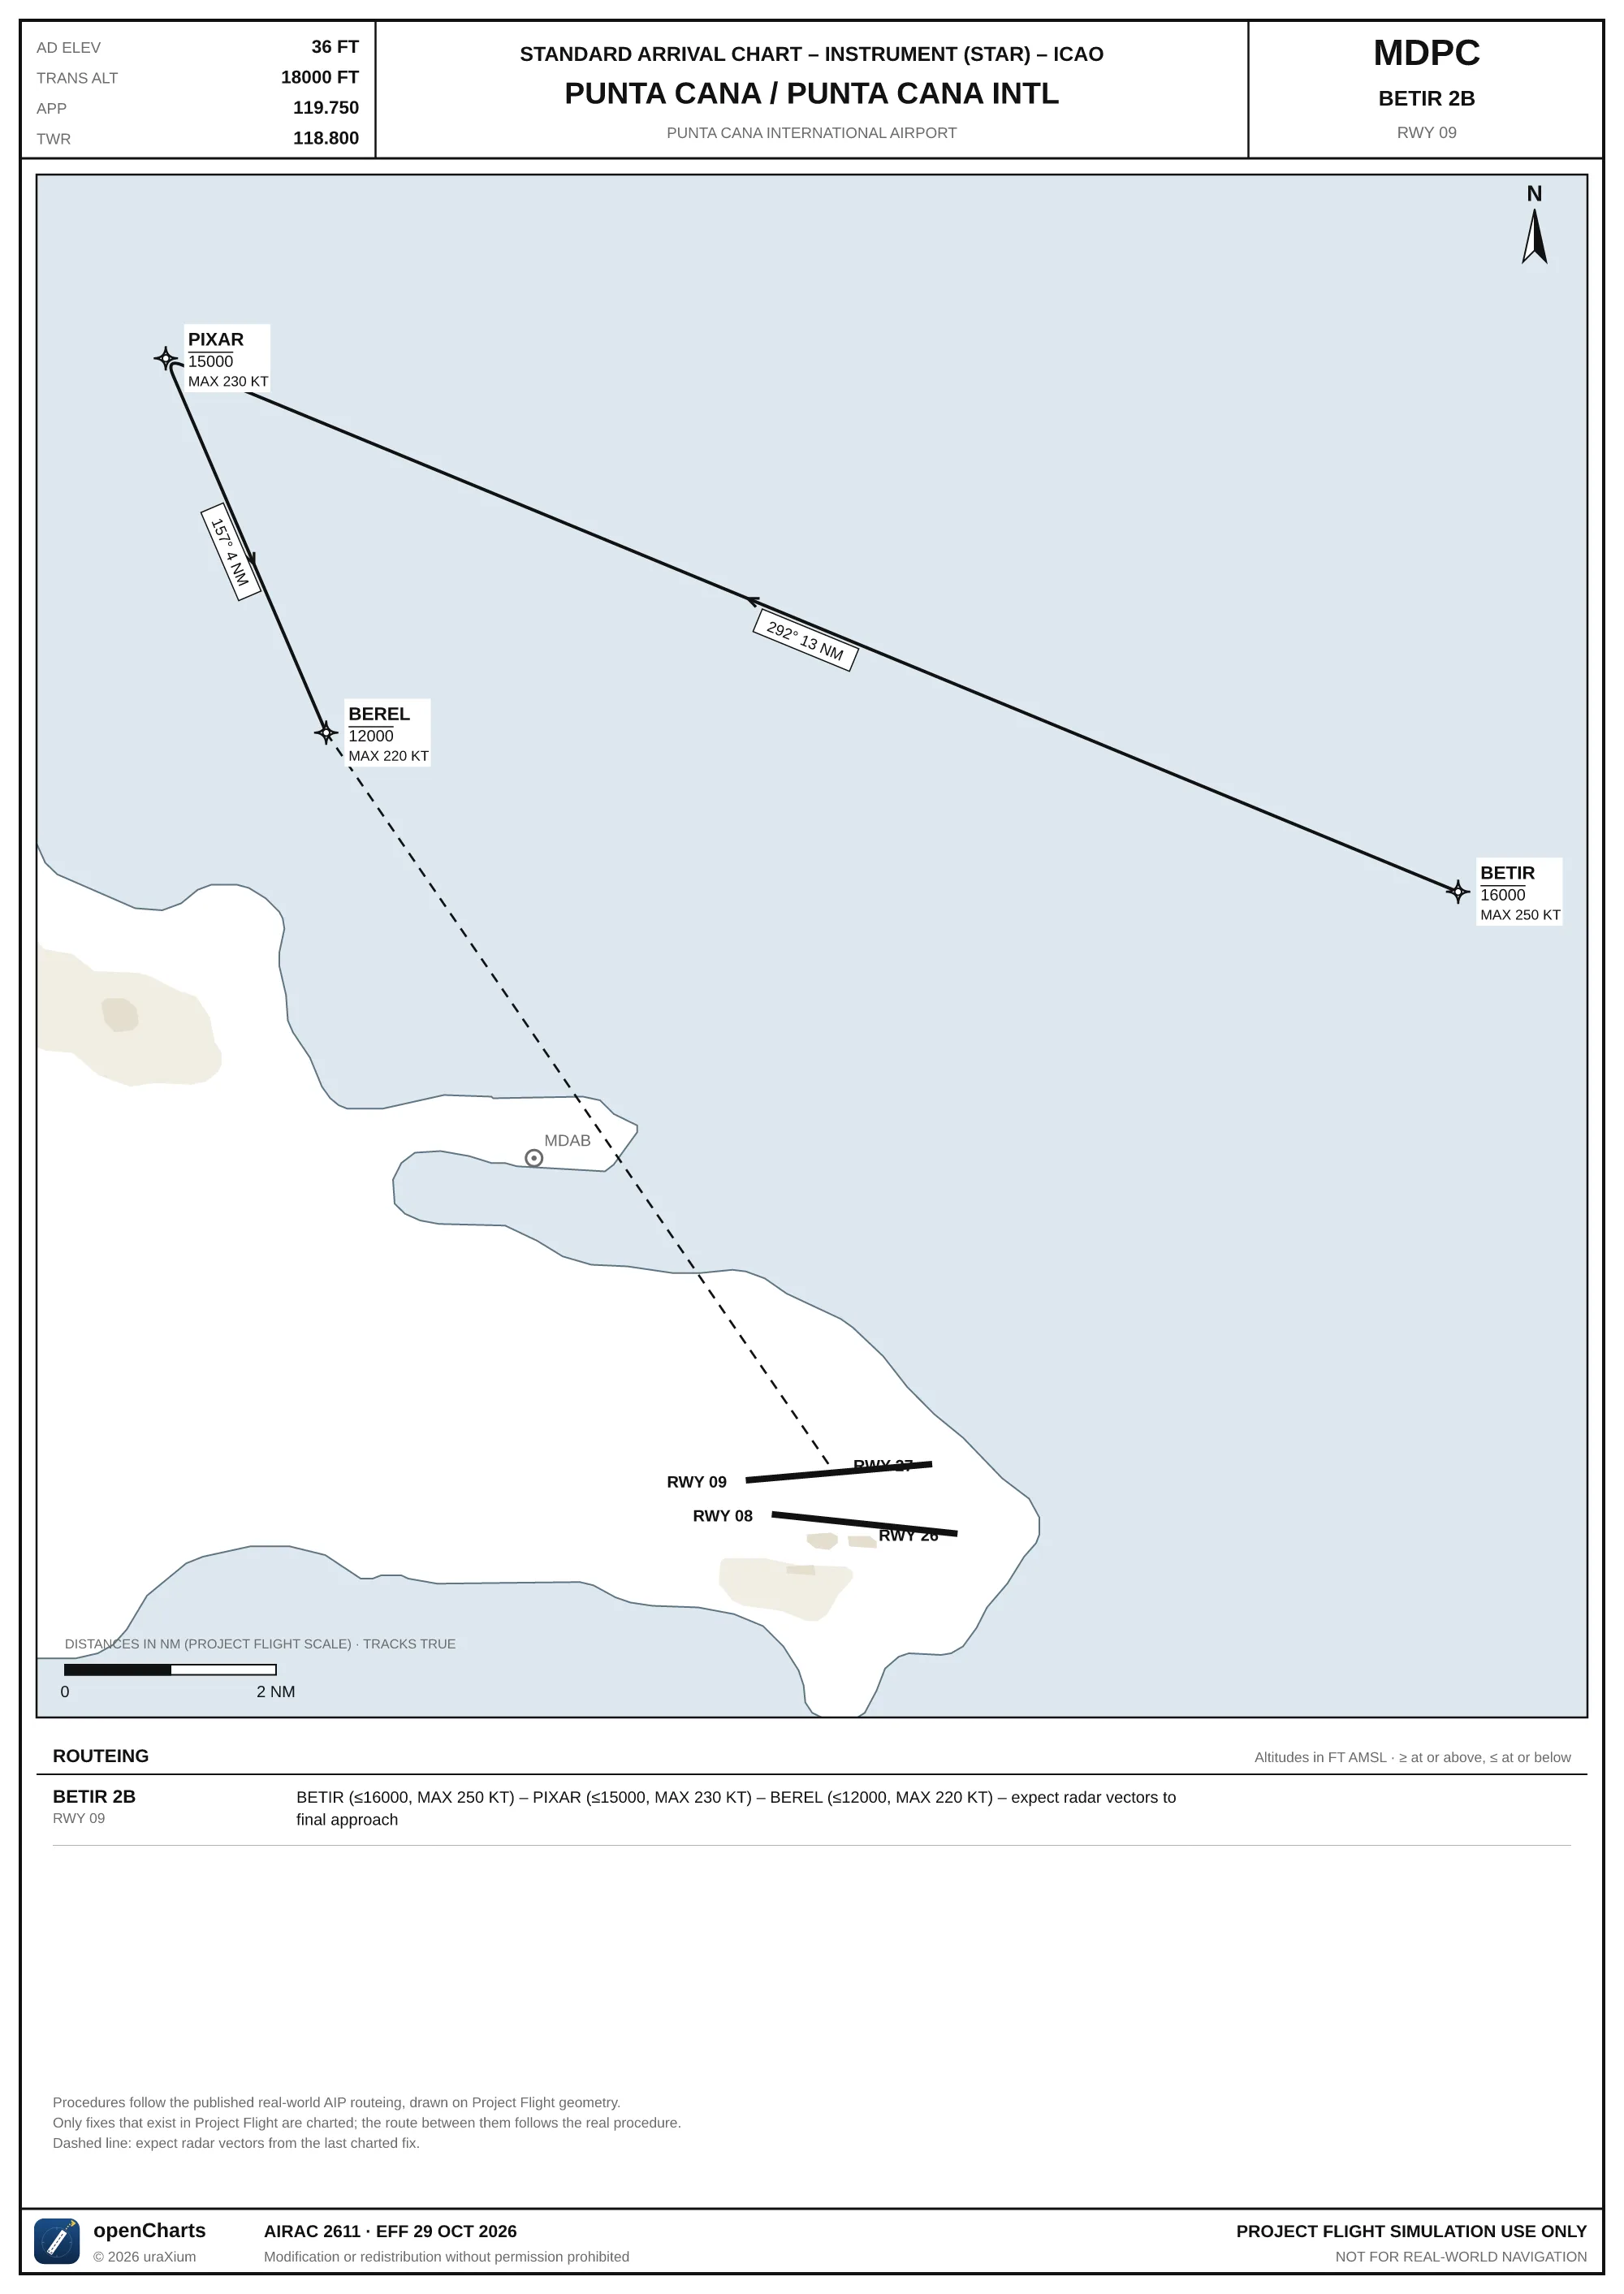 AD ELEV 36 FT
TRANS ALT 18000 FT
APP 119.750
TWR 118.800
STANDARD ARRIVAL CHART – INSTRUMENT (STAR) – ICAO
PUNTA CANA / PUNTA CANA INTL
PUNTA CANA INTERNATIONAL AIRPORT
MDPC
BETIR 2B
RWY 09
N
PIXAR
15000
MAX 230 KT
157° 4 NM
292° 13 NM
BEREL
12000
MAX 220 KT
BETIR
16000
MAX 250 KT
MDAB
RWY 27
RWY 09
RWY 08
RWY 26
DISTANCES IN NM (PROJECT FLIGHT SCALE) · TRACKS TRUE
0 2 NM
ROUTEING
Altitudes in FT AMSL · ≥ at or above, ≤ at or below
BETIR 2B
RWY 09
BETIR (≤16000, MAX 250 KT) – PIXAR (≤15000, MAX 230 KT) – BEREL (≤12000, MAX 220 KT) – expect radar vectors to
final approach
Procedures follow the published real-world AIP routeing, drawn on Project Flight geometry.
Only fixes that exist in Project Flight are charted; the route between them follows the real procedure.
Dashed line: expect radar vectors from the last charted fix.
openCharts
© 2026 uraXium
AIRAC 2611 · EFF 29 OCT 2026
Modification or redistribution without permission prohibited
PROJECT FLIGHT SIMULATION USE ONLY
NOT FOR REAL-WORLD NAVIGATION